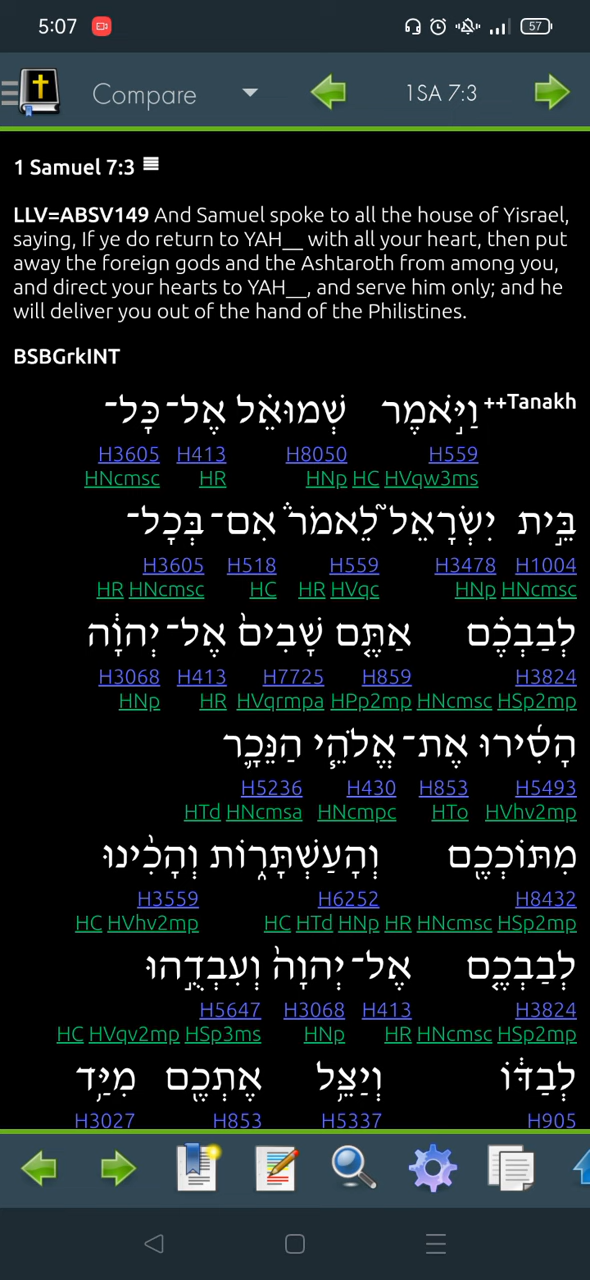 5:07
57
Compare
1SA 7:3
1 Samuel 7:3
LLV=ABSV149 And Samuel spoke to all the house of Yisrael,
saying, If ye do return to YAH__ with all your heart, then put
away the foreign gods and the Ashtaroth from among you,
and direct your hearts to YAH__, and serve him only; and he
will deliver you out of the hand of the Philistines.
BSBGrkINT
++Tanakh וַיֹּ֣אמֶר שְׁמוּאֵ֗ל אֶל־ כָּל־
H3605 H413 H8050 H559
HNcmsc HR HNp HC HVqw3ms
בֵּ֣ית יִשְׂרָאֵל֮ לֵאמֹר֒ אִם־ בְּכָל־
H3605 H518 H559 H3478 H1004
HR HNcmsc HC HR HVqc HNp HNcmsc
לְבַבְכֶ֗ם אַתֶּ֤ם שָׁבִים֙ אֶל־ יְהוָ֔ה
H3068 H413 H7725 H859 H3824
HNp HR HVqrmpa HPp2mp HNcmsc HSp2mp
הָסִ֜ירוּ אֶת־ אֱלֹהֵ֧י הַנֵּכָ֛ר
H5236 H430 H853 H5493
HTd HNcmsa HNcmpc HTo HVhv2mp
מִתּוֹכְכֶ֖ם וְהָעַשְׁתָּר֑וֹת וְהָכִ֨ינוּ
H3559 H6252 H8432
HC HVhv2mp HC HTd HNp HR HNcmsc HSp2mp
לְבַבְכֶ֤ם אֶל־ יְהוָה֙ וְעִבְדֻ֣הוּ
H5647 H3068 H413 H3824
HC HVqv2mp HSp3ms HNp HR HNcmsc HSp2mp
לְבַדּ֔וֹ וְיַצֵּ֥ל אֶתְכֶ֖ם מִיַּ֥ד
H3027 H853 H5337 H905